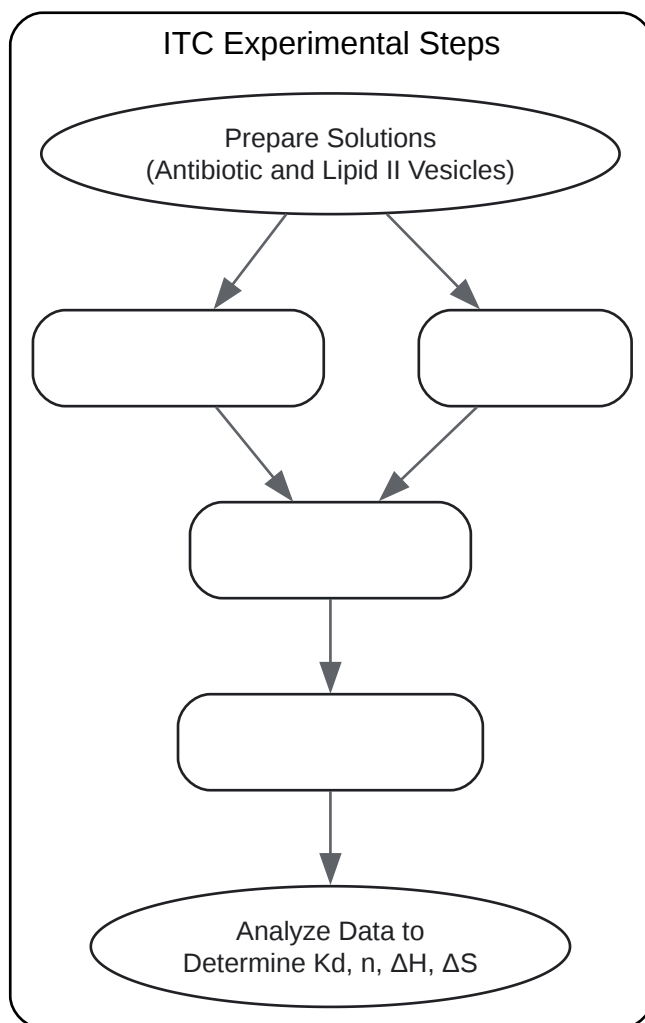 ITC Experimental Steps
Prepare Solutions
(Antibiotic and Lipid II Vesicles)
Analyze Data to
Determine Kd, n, ΔH, ΔS